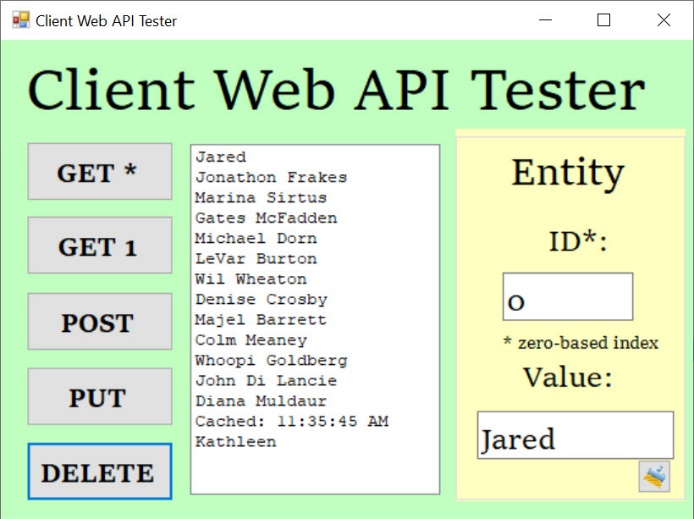 Client Web API Tester
Client Web API Tester
GET *
GET 1
POST
PUT
DELETE
Jared
Jonathon Frakes
Marina Sirtus
Gates McFadden
Michael Dorn
LeVar Burton
Wil Wheaton
Denise Crosby
Majel Barrett
Colm Meaney
Whoopi Goldberg
John Di Lancie
Diana Muldaur
Cached: 11:35:45 AM
Kathleen
Entity
ID*:
0
* zero-based index
Value:
Jared